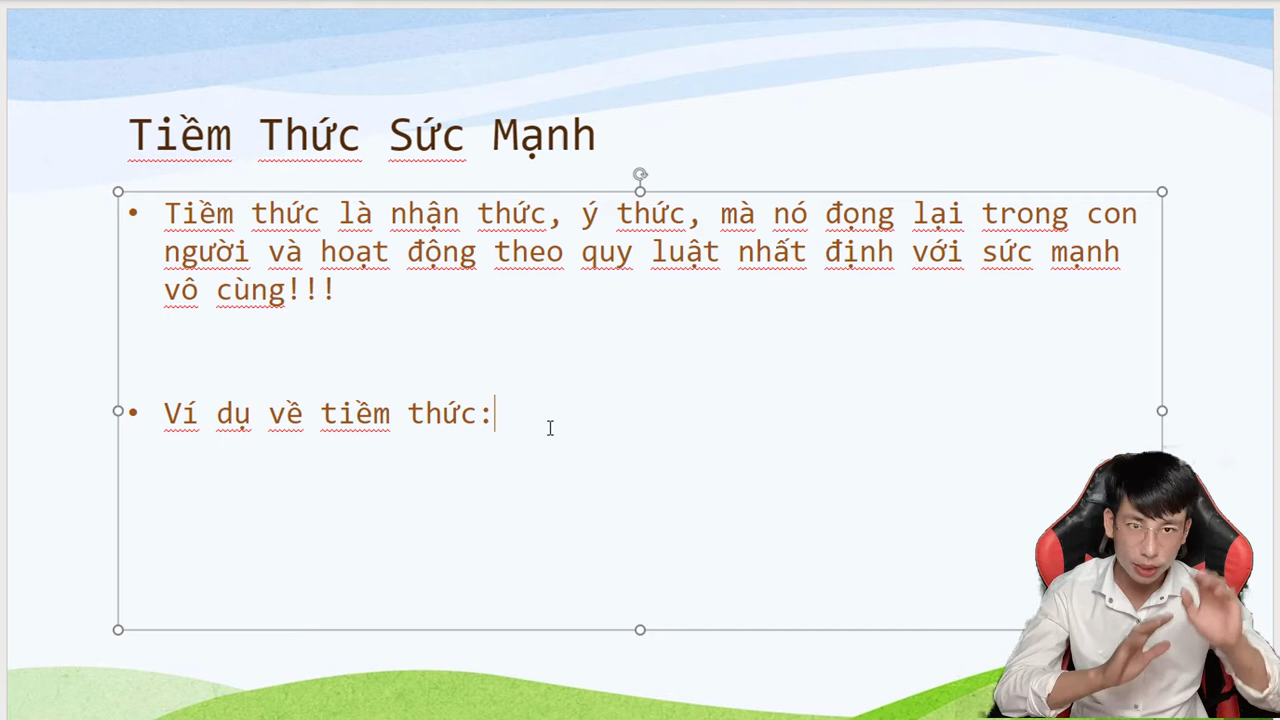 Tiềm Thức Sức Mạnh
• Tiềm thức là nhận thức, ý thức, mà nó đọng lại trong con
người và hoạt động theo quy luật nhất định với sức mạnh
vô cùng!!!
• Ví dụ về tiềm thức: